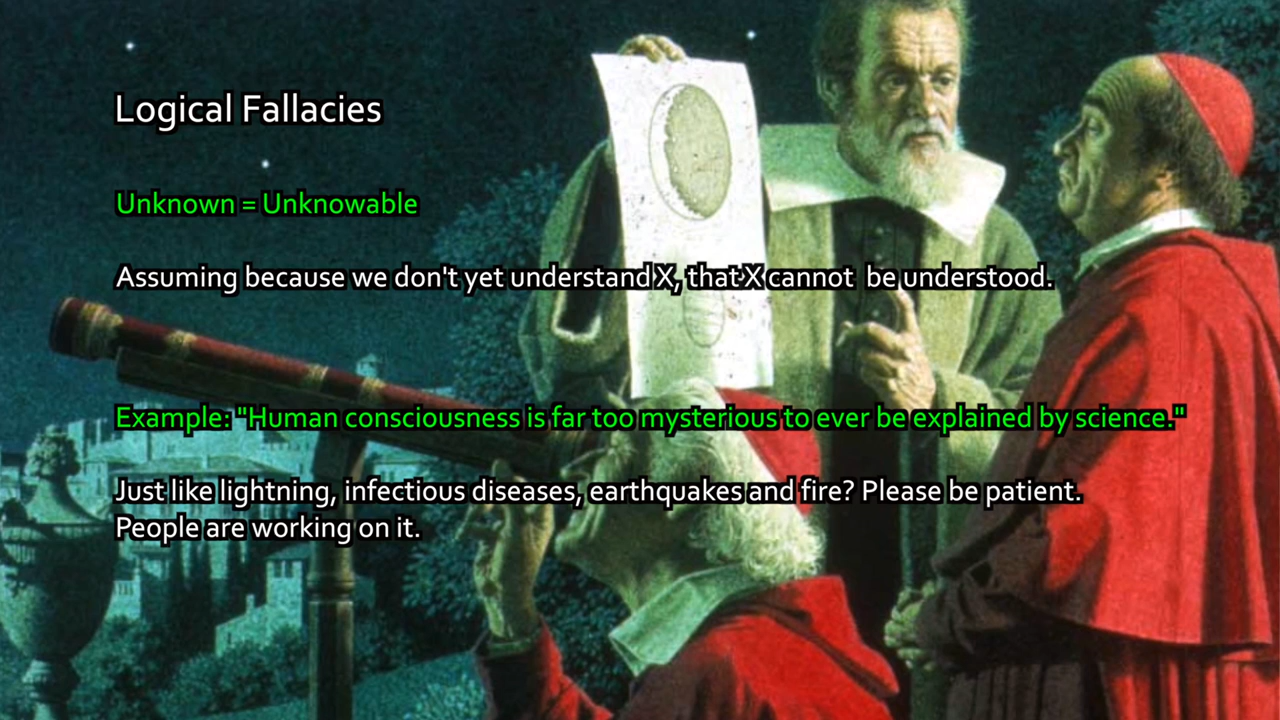 Logical Fallacies
Unknown = Unknowable
Assuming because we don't yet understand X, that X cannot be understood.
Example: "Human consciousness is far too mysterious to ever be explained by science."
Just like lightning, infectious diseases, earthquakes and fire? Please be patient.
People are working on it.